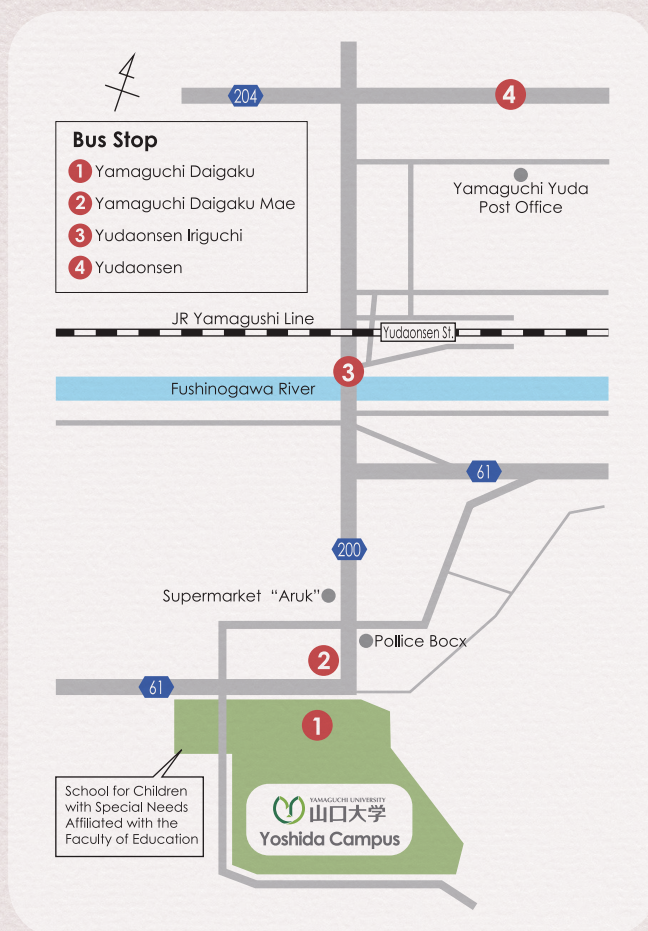 204
4
Bus Stop
1 Yamaguchi Daigaku
2 Yamaguchi Daigaku Mae
3 Yudaonsen Iriguchi
4 Yudaonsen
Yamaguchi Yuda
Post Office
JR Yamagushi Line
Yudaonsen St.
3
Fushinogawa River
61
200
Supermarket “Aruk”
Pollice Bocx
2
61
1
School for Children
with Special Needs
Affiliated with the
Faculty of Education
YAMAGUCHI UNIVERSITY
山口大学
Yoshida Campus